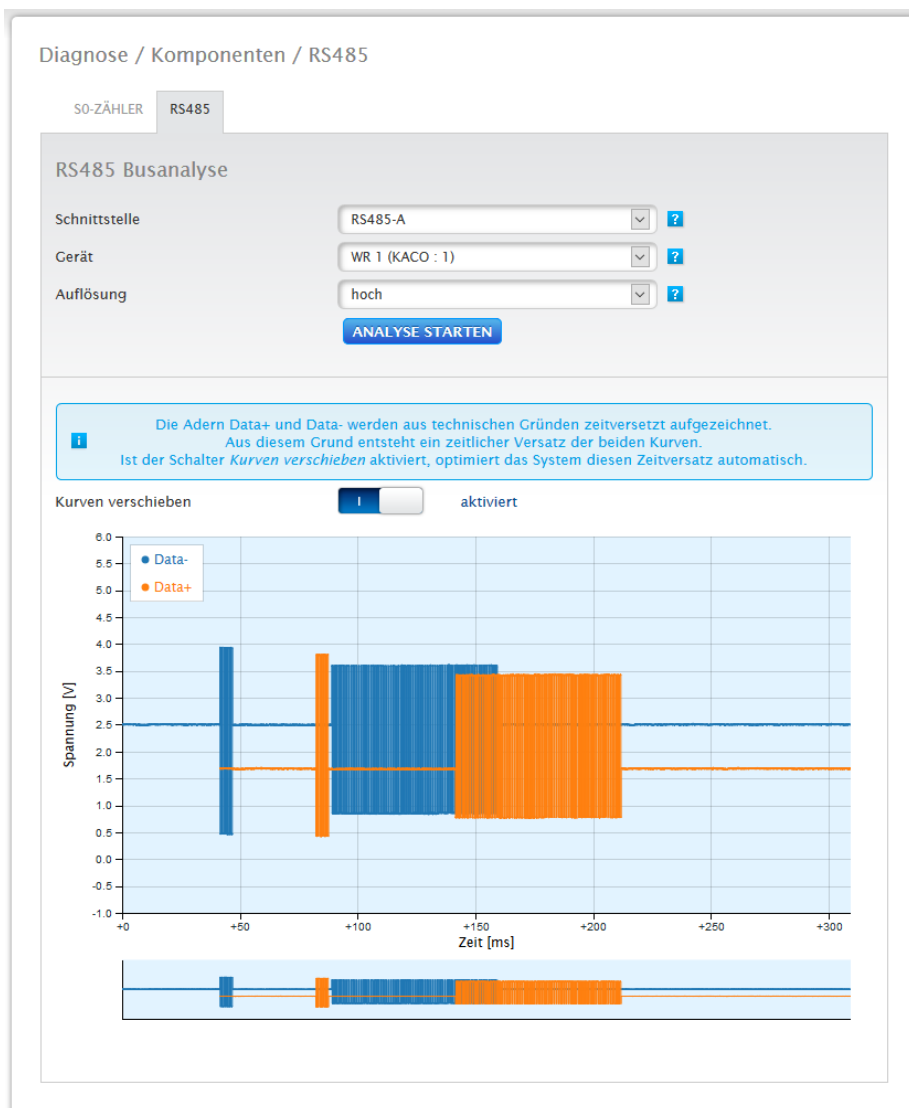 Diagnose / Komponenten / RS485
S0-ZÄHLER RS485
RS485 Busanalyse
Schnittstelle RS485-A ?
Gerät WR 1 (KACO : 1) ?
Auflösung hoch ?
ANALYSE STARTEN
i
Die Adern Data+ und Data- werden aus technischen Gründen zeitversetzt aufgezeichnet.
Aus diesem Grund entsteht ein zeitlicher Versatz der beiden Kurven.
Ist der Schalter Kurven verschieben aktiviert, optimiert das System diesen Zeitversatz automatisch.
Kurven verschieben I aktiviert
Data-
Data+
Spannung [V]
6.0
5.5
5.0
4.5
4.0
3.5
3.0
2.5
2.0
1.5
1.0
0.5
0.0
-0.5
-1.0
+0 +50 +100 +150 +200 +250 +300
Zeit [ms]